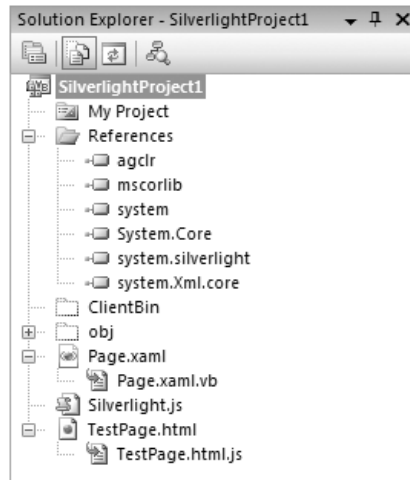 Solution Explorer - SilverlightProject1
SilverlightProject1
My Project
References
agclr
mscorlib
system
System.Core
system.silverlight
system.Xml.core
ClientBin
obj
Page.xaml
Page.xaml.vb
Silverlight.js
TestPage.html
TestPage.html.js